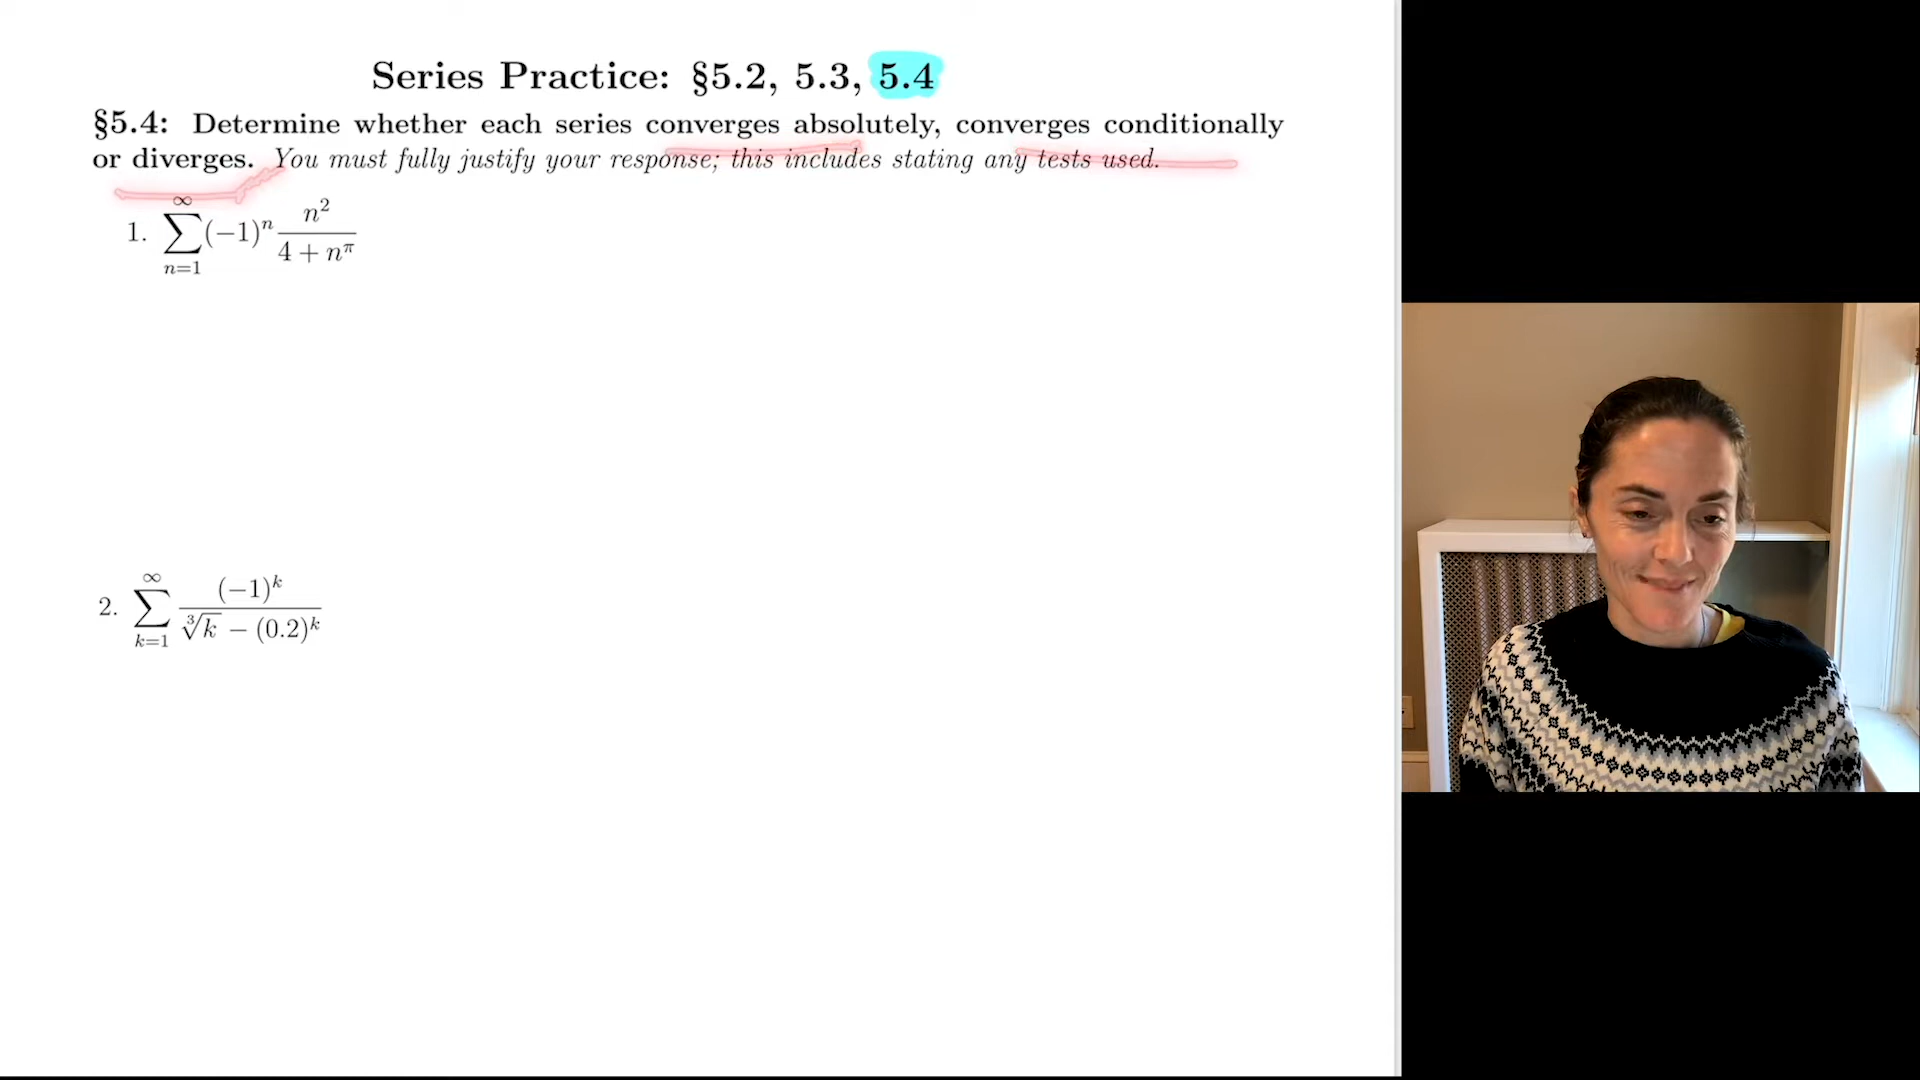 Series Practice: §5.2, 5.3, 5.4
§5.4: Determine whether each series converges absolutely, converges conditionally
or diverges. You must fully justify your response; this includes stating any tests used.
1. ∑_{n=1}^{∞} (−1)^n n^2/(4 + n^π)
2. ∑_{k=1}^{∞} (−1)^k/(∛k − (0.2)^k)